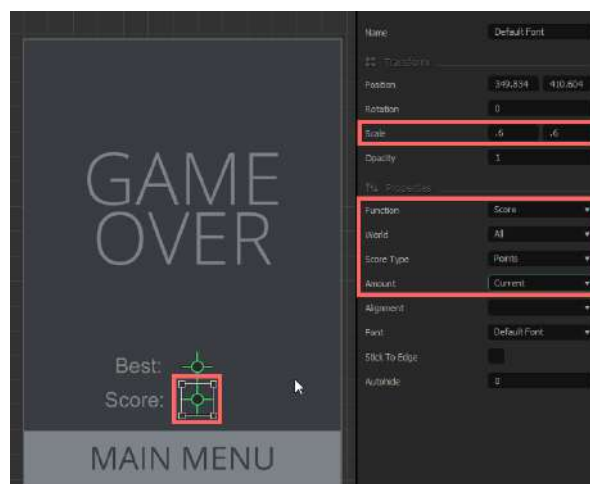 GAME
OVER
Best:
Score:
MAIN MENU
Name Default Font
Transform
Position 349.834 410.604
Rotation 0
Scale .6 .6
Opacity 1
Properties
Function Score
World All
Score Type Points
Amount Current
Alignment
Font Default Font
Stick To Edge
Autohide 0